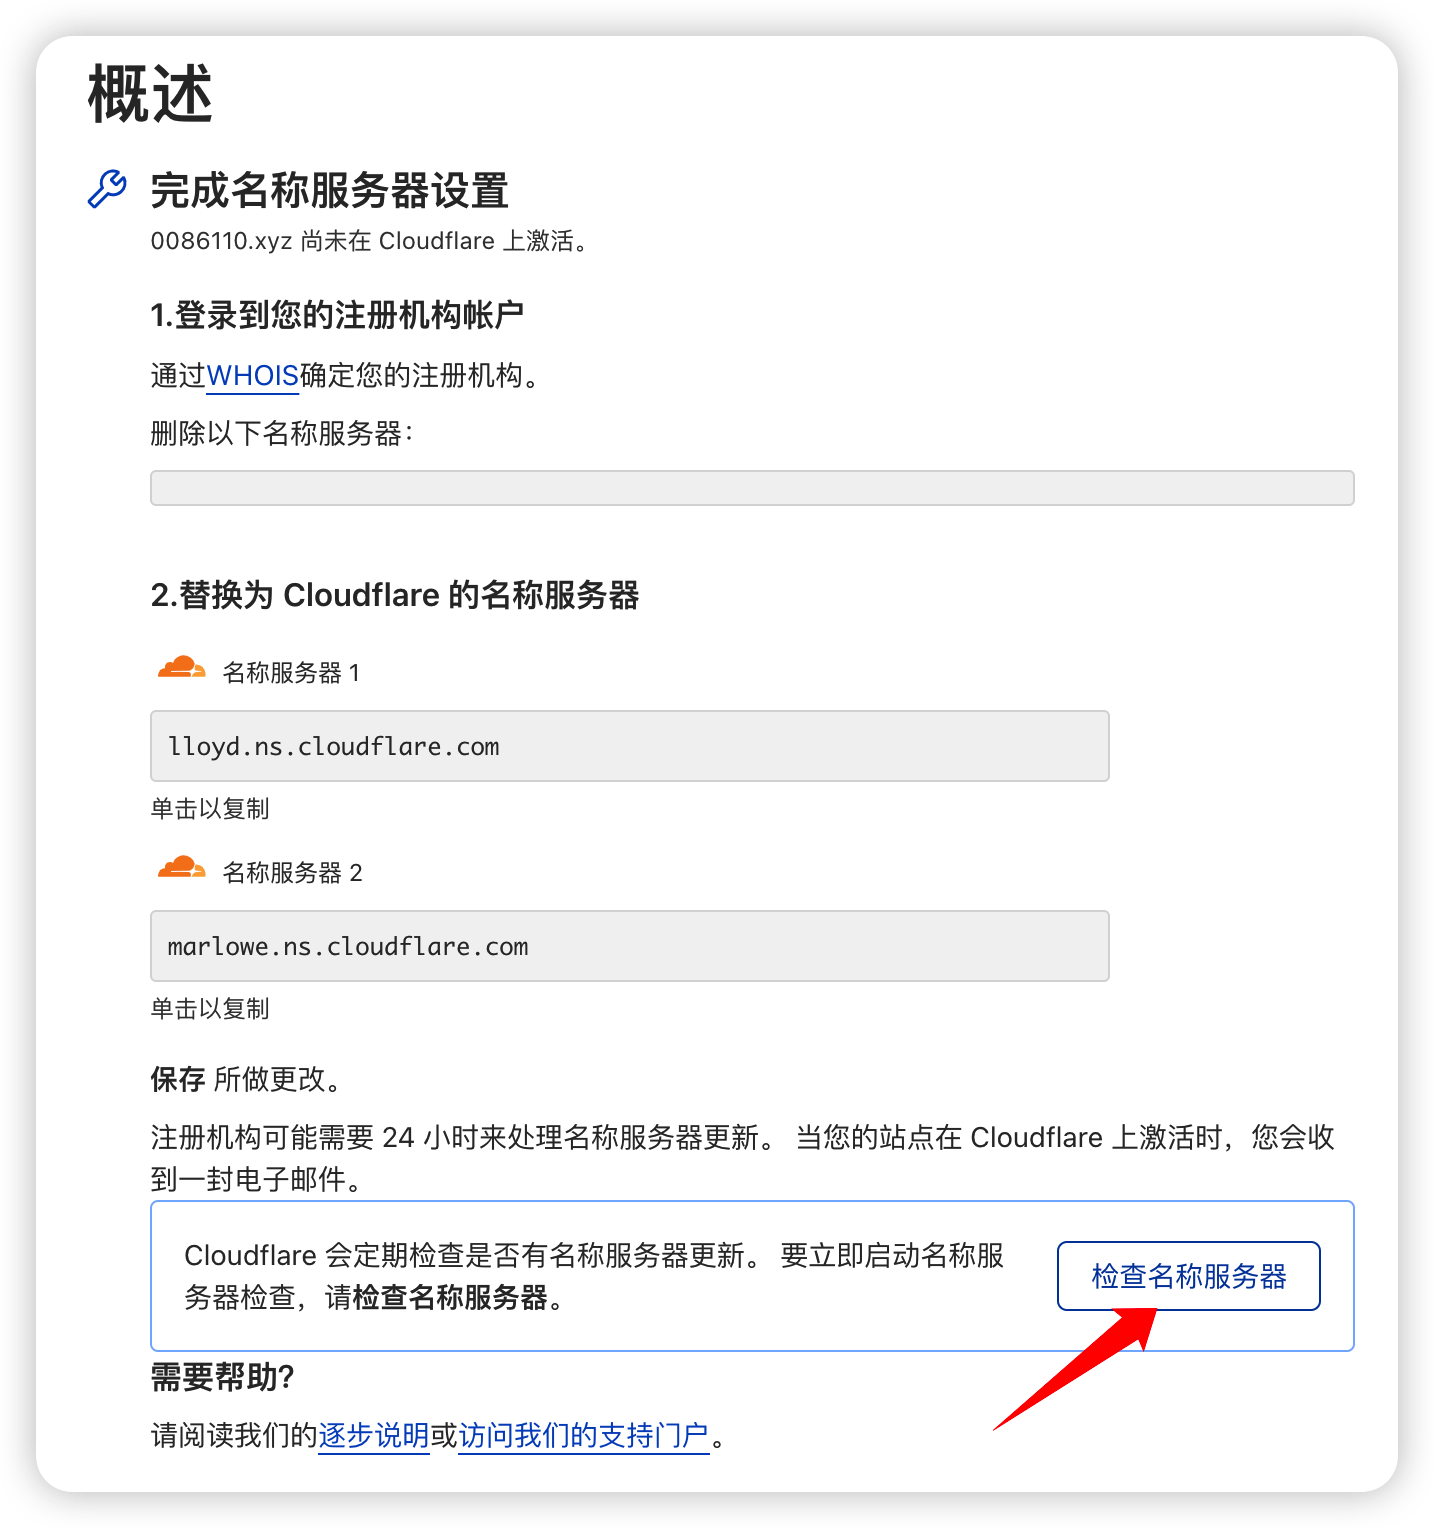 概述
完成名称服务器设置
0086110.xyz 尚未在 Cloudflare 上激活。
1.登录到您的注册机构帐户
通过WHOIS确定您的注册机构。
删除以下名称服务器：
2.替换为 Cloudflare 的名称服务器
名称服务器 1
lloyd.ns.cloudflare.com
单击以复制
名称服务器 2
marlowe.ns.cloudflare.com
单击以复制
保存 所做更改。
注册机构可能需要 24 小时来处理名称服务器更新。 当您的站点在 Cloudflare 上激活时，您会收
到一封电子邮件。
Cloudflare 会定期检查是否有名称服务器更新。 要立即启动名称服
务器检查，请检查名称服务器。
检查名称服务器
需要帮助?
请阅读我们的逐步说明或访问我们的支持门户。